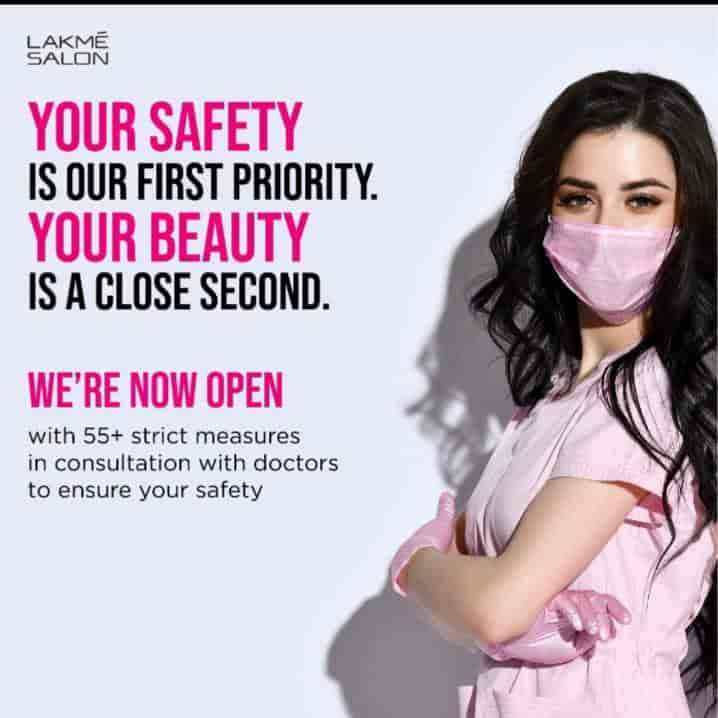 LAKMÉ
SALON
YOUR SAFETY
IS OUR FIRST PRIORITY.
YOUR BEAUTY
IS A CLOSE SECOND.
WE'RE NOW OPEN
with 55+ strict measures
in consultation with doctors
to ensure your safety